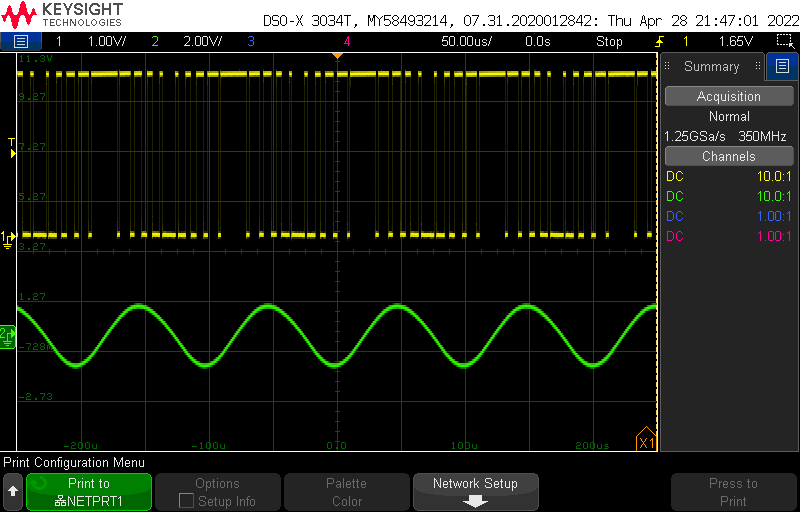 KEYSIGHT
TECHNOLOGIES
DSO-X 3034T, MY58493214, 07.31.2020012842: Thu Apr 28 21:47:01 2022
1 1.00V/ 2 2.00V/ 3 4 50.00us/ 0.0s Stop 1 1.65V
11.3V
9.27
T
7.27
5.27
1
3.27
1.27
2
-728m
-2.73
-200u -100u 0.0 100u 200us
X1
Summary
Acquisition
Normal
1.25GSa/s 350MHz
Channels
DC 10.0:1
DC 10.0:1
DC 1.00:1
DC 1.00:1
Print Configuration Menu
Print to
NETPRT1
Options
Setup Info
Palette
Color
Network Setup
Press to
Print